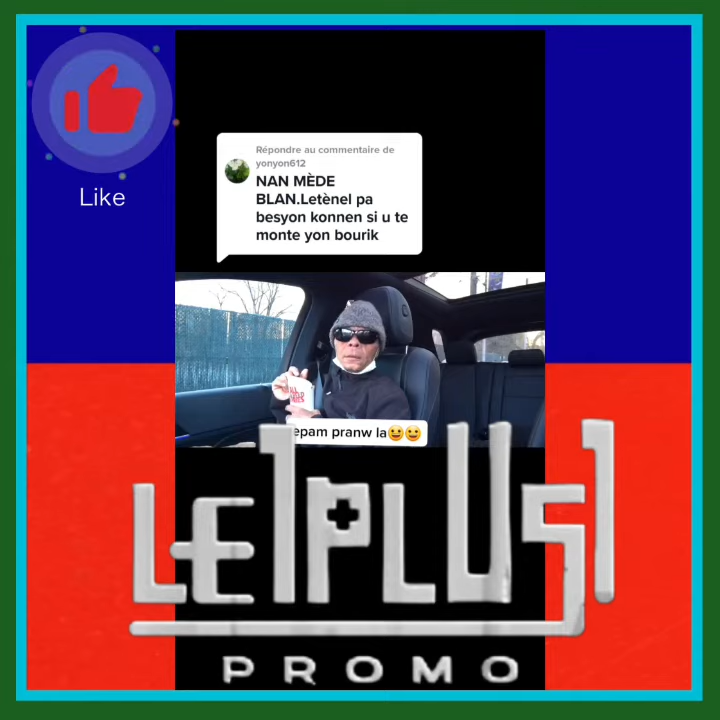 Répondre au commentaire de
yonyon612
NAN MÈDE
BLAN.Letènel pa
besyon konnen si u te
monte yon bourik
Like
epam pranw la😀😀
LE1PLUS1
PROMO